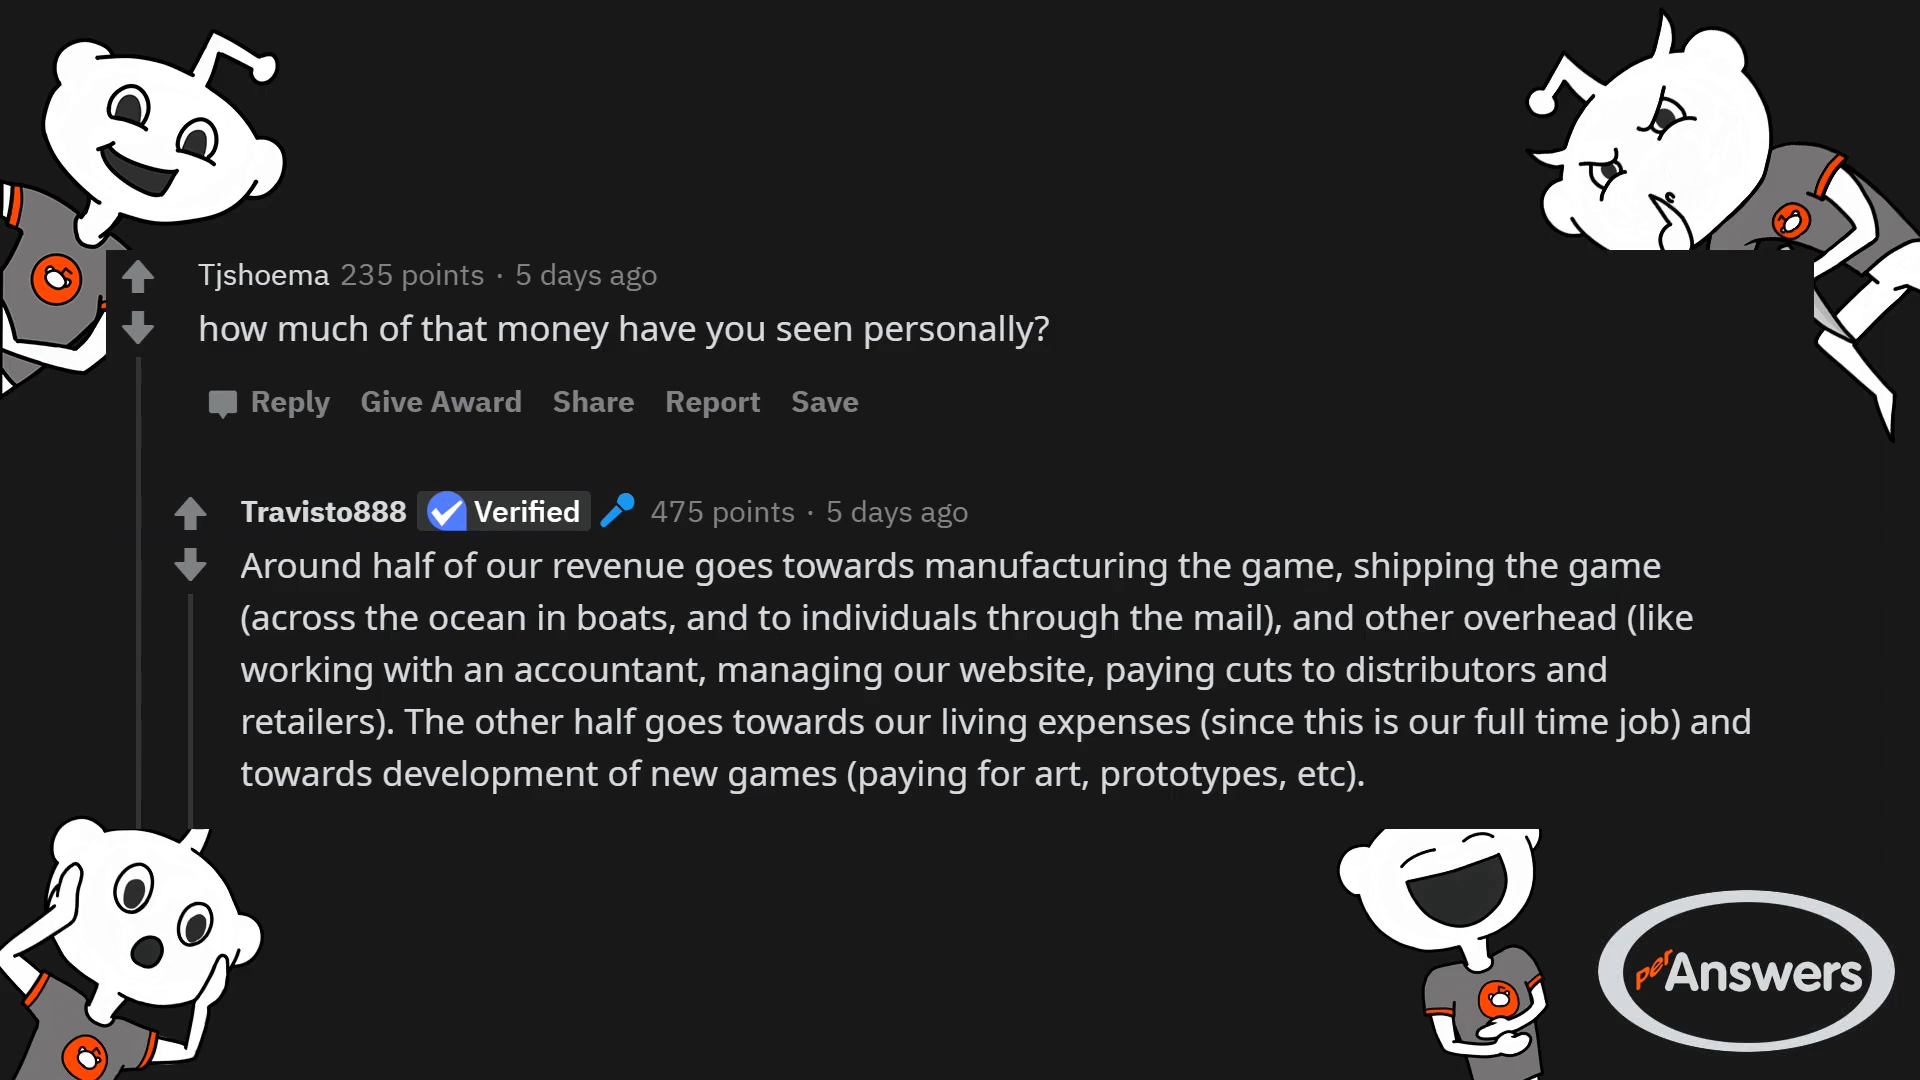 Tjshoema 235 points · 5 days ago
how much of that money have you seen personally?
Reply Give Award Share Report Save
Travisto888 Verified 475 points · 5 days ago
Around half of our revenue goes towards manufacturing the game, shipping the game
(across the ocean in boats, and to individuals through the mail), and other overhead (like
working with an accountant, managing our website, paying cuts to distributors and
retailers). The other half goes towards our living expenses (since this is our full time job) and
towards development of new games (paying for art, prototypes, etc).
perAnswers